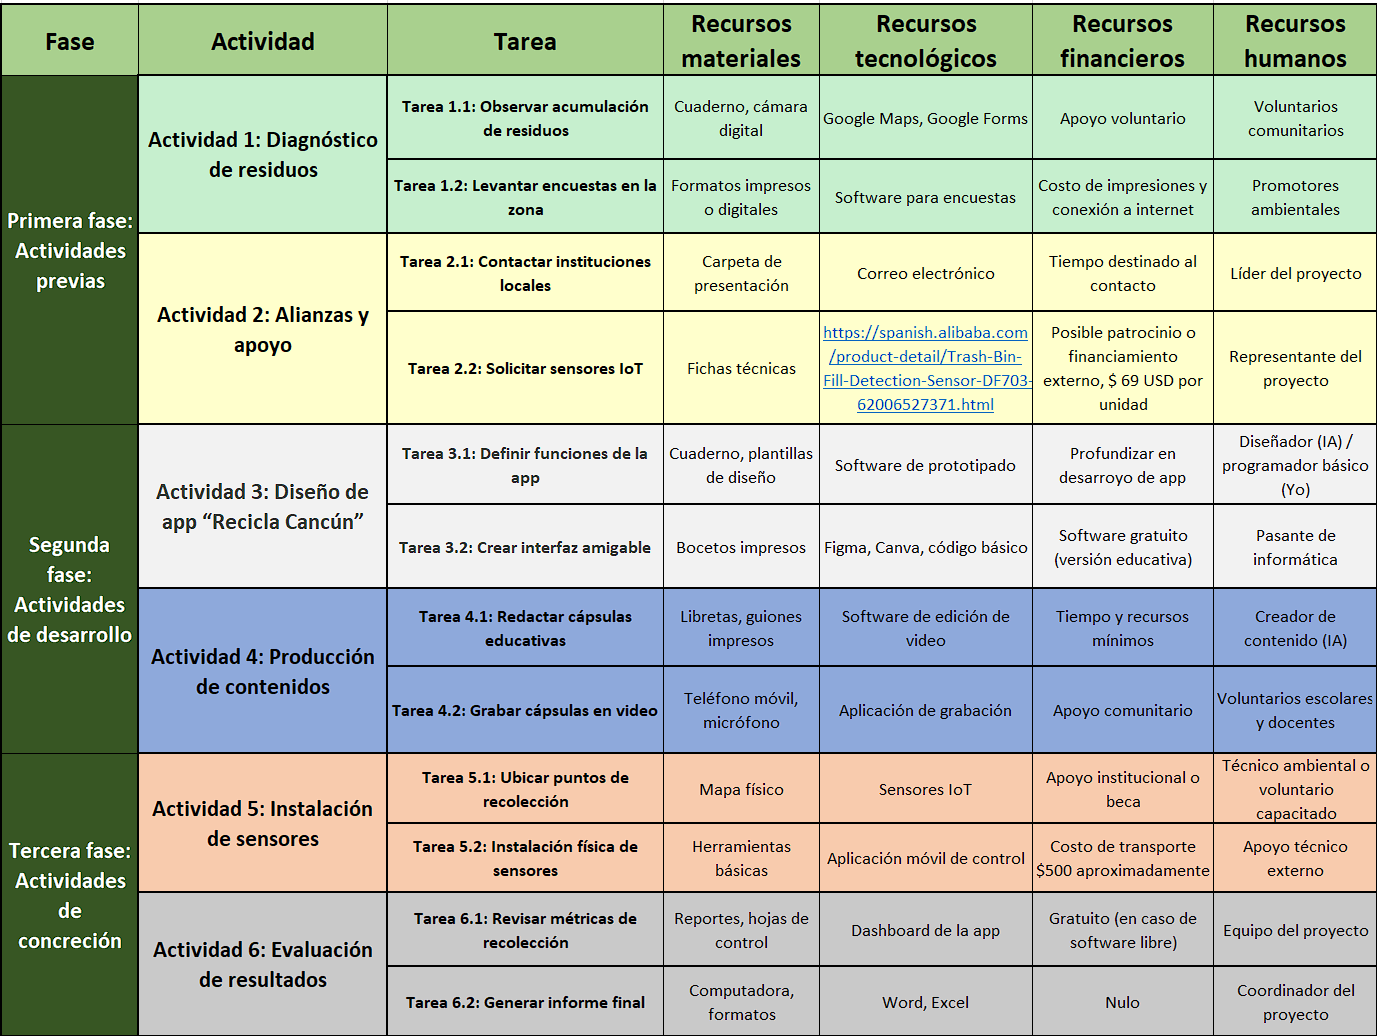 Fase
Actividad
Tarea
Recursos
materiales
Recursos
tecnológicos
Recursos
financieros
Recursos
humanos
Primera fase:
Actividades
previas
Actividad 1: Diagnóstico
de residuos
Tarea 1.1: Observar acumulación
de residuos
Cuaderno, cámara
digital
Google Maps, Google Forms
Apoyo voluntario
Voluntarios
comunitarios
Tarea 1.2: Levantar encuestas en la
zona
Formatos impresos
o digitales
Software para encuestas
Costo de impresiones y
conexión a internet
Promotores
ambientales
Actividad 2: Alianzas y
apoyo
Tarea 2.1: Contactar instituciones
locales
Carpeta de
presentación
Correo electrónico
Tiempo destinado al
contacto
Líder del proyecto
Tarea 2.2: Solicitar sensores IoT
Fichas técnicas
https://spanish.alibaba.com
/product-detail/Trash-Bin-
Fill-Detection-Sensor-DF703-
62006527371.html
Posible patrocinio o
financiamiento
externo, $ 69 USD por
unidad
Representante del
proyecto
Segunda
fase:
Actividades
de desarrollo
Actividad 3: Diseño de
app “Recicla Cancún”
Tarea 3.1: Definir funciones de la
app
Cuaderno, plantillas
de diseño
Software de prototipado
Profundizar en
desarroyo de app
Diseñador (IA) /
programador básico
(Yo)
Tarea 3.2: Crear interfaz amigable
Bocetos impresos
Figma, Canva, código básico
Software gratuito
(versión educativa)
Pasante de
informática
Actividad 4: Producción
de contenidos
Tarea 4.1: Redactar cápsulas
educativas
Libretas, guiones
impresos
Software de edición de
video
Tiempo y recursos
mínimos
Creador de
contenido (IA)
Tarea 4.2: Grabar cápsulas en video
Teléfono móvil,
micrófono
Aplicación de grabación
Apoyo comunitario
Voluntarios escolares
y docentes
Tercera fase:
Actividades
de
concreción
Actividad 5: Instalación
de sensores
Tarea 5.1: Ubicar puntos de
recolección
Mapa físico
Sensores IoT
Apoyo institucional o
beca
Técnico ambiental o
voluntario
capacitado
Tarea 5.2: Instalación física de
sensores
Herramientas
básicas
Aplicación móvil de control
Costo de transporte
$500 aproximadamente
Apoyo técnico
externo
Actividad 6: Evaluación
de resultados
Tarea 6.1: Revisar métricas de
recolección
Reportes, hojas de
control
Dashboard de la app
Gratuito (en caso de
software libre)
Equipo del proyecto
Tarea 6.2: Generar informe final
Computadora,
formatos
Word, Excel
Nulo
Coordinador del
proyecto